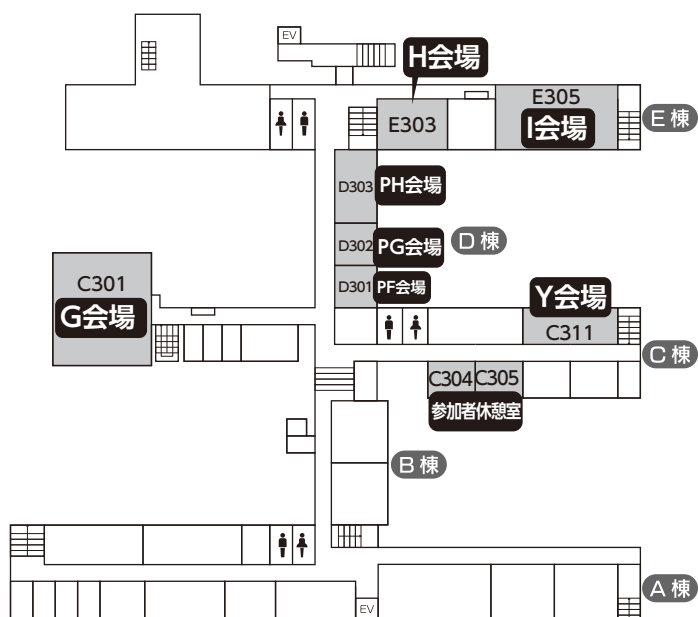 EV
H会場
E303
E305
I会場
E棟
D303
PH会場
D302
PG会場
D棟
D301
PF会場
C301
G会場
Y会場
C311
C棟
C304
C305
参加者休憩室
B棟
A棟
EV